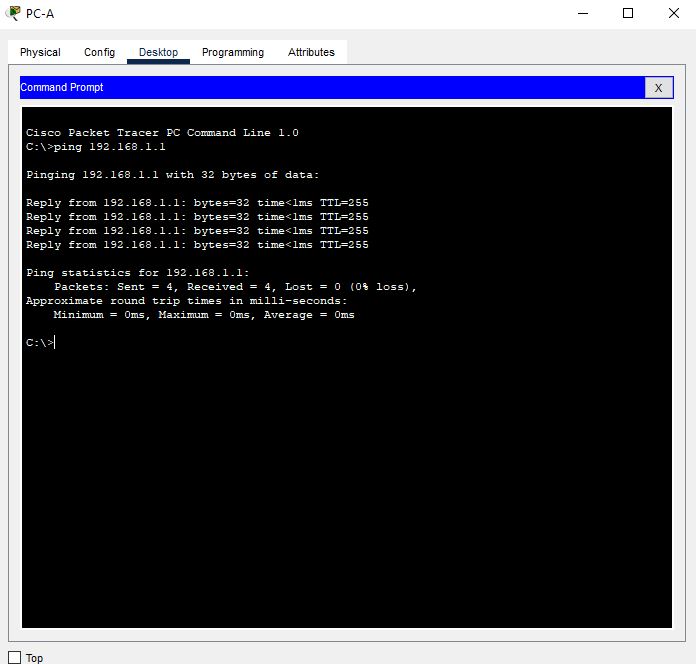 PC-A
Physical Config Desktop Programming Attributes
Command Prompt
X
Cisco Packet Tracer PC Command Line 1.0
C:\>ping 192.168.1.1
Pinging 192.168.1.1 with 32 bytes of data:
Reply from 192.168.1.1: bytes=32 time<1ms TTL=255
Reply from 192.168.1.1: bytes=32 time<1ms TTL=255
Reply from 192.168.1.1: bytes=32 time<1ms TTL=255
Reply from 192.168.1.1: bytes=32 time<1ms TTL=255
Ping statistics for 192.168.1.1:
    Packets: Sent = 4, Received = 4, Lost = 0 (0% loss),
Approximate round trip times in milli-seconds:
    Minimum = 0ms, Maximum = 0ms, Average = 0ms
C:\>
Top